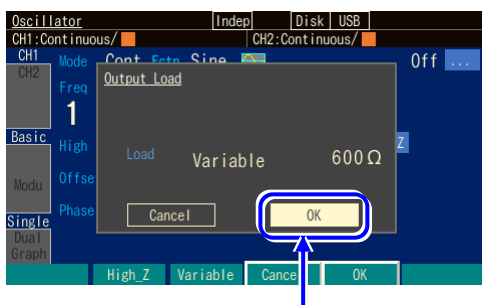 Oscillator Indep Disk USB
CH1:Continuous/ CH2:Continuous/
CH1 Mode Cont Fctn Sine Off ...
CH2
Freq
1
Basic
High Load Variable 600Ω Z
Output Load
Modu Offse
Phase Cancel OK
Single
Dual
Graph
High_Z Variable Cancel OK